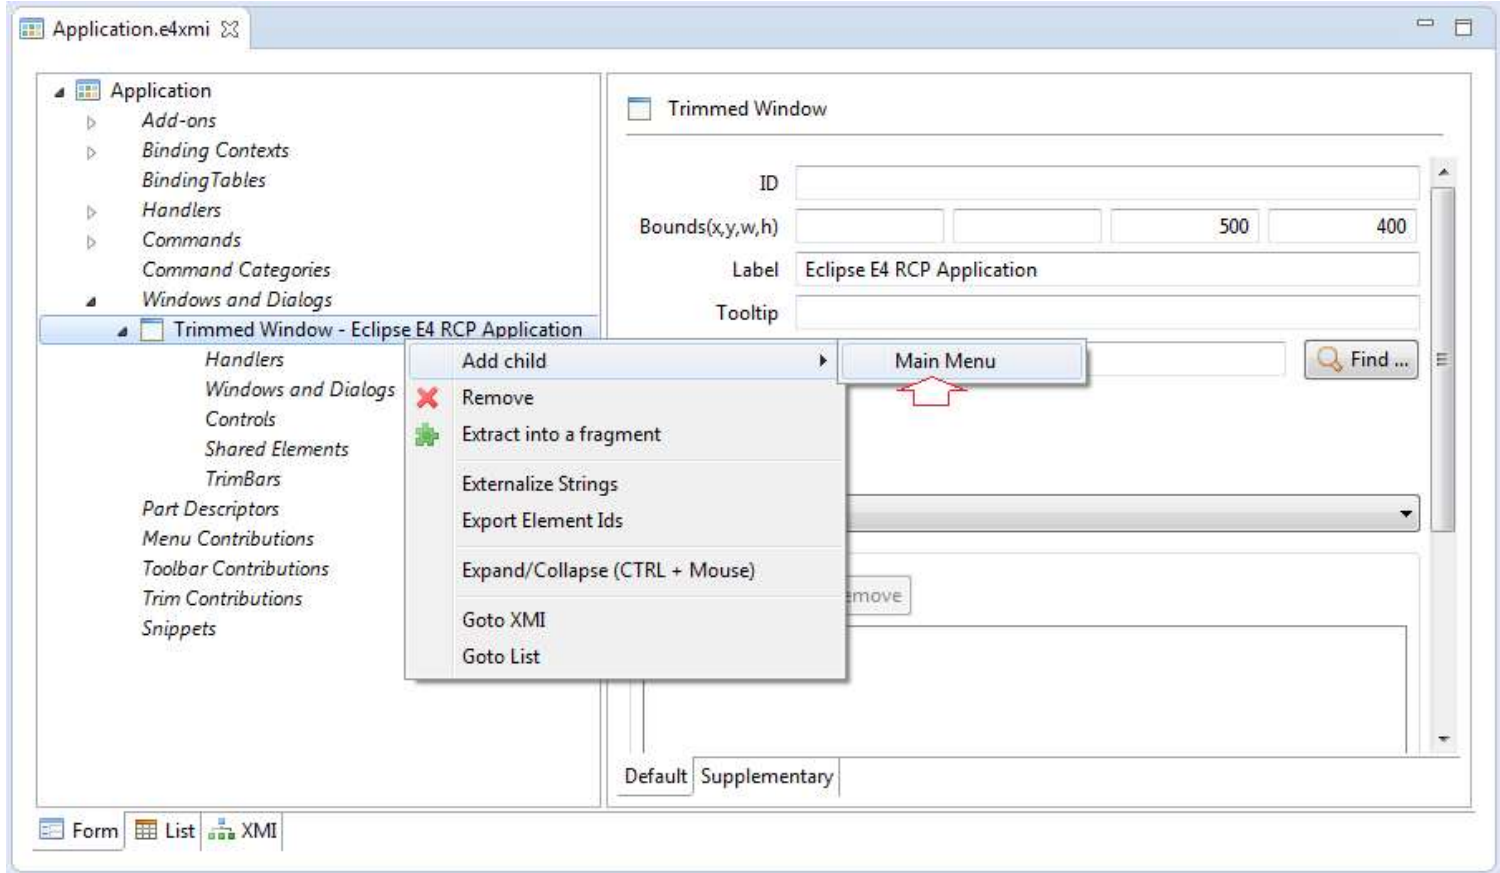 Application.e4xmi
Application
Add-ons
Binding Contexts
BindingTables
Handlers
Commands
Command Categories
Windows and Dialogs
Trimmed Window - Eclipse E4 RCP Application
Handlers
Windows and Dialogs
Controls
Shared Elements
TrimBars
Part Descriptors
Menu Contributions
Toolbar Contributions
Trim Contributions
Snippets
Add child
Remove
Extract into a fragment
Externalize Strings
Export Element Ids
Expand/Collapse (CTRL + Mouse)
Goto XMI
Goto List
Main Menu
Trimmed Window
ID
Bounds(x,y,w,h) 500 400
Label Eclipse E4 RCP Application
Tooltip
Find ...
emove
Default Supplementary
Form List XMI